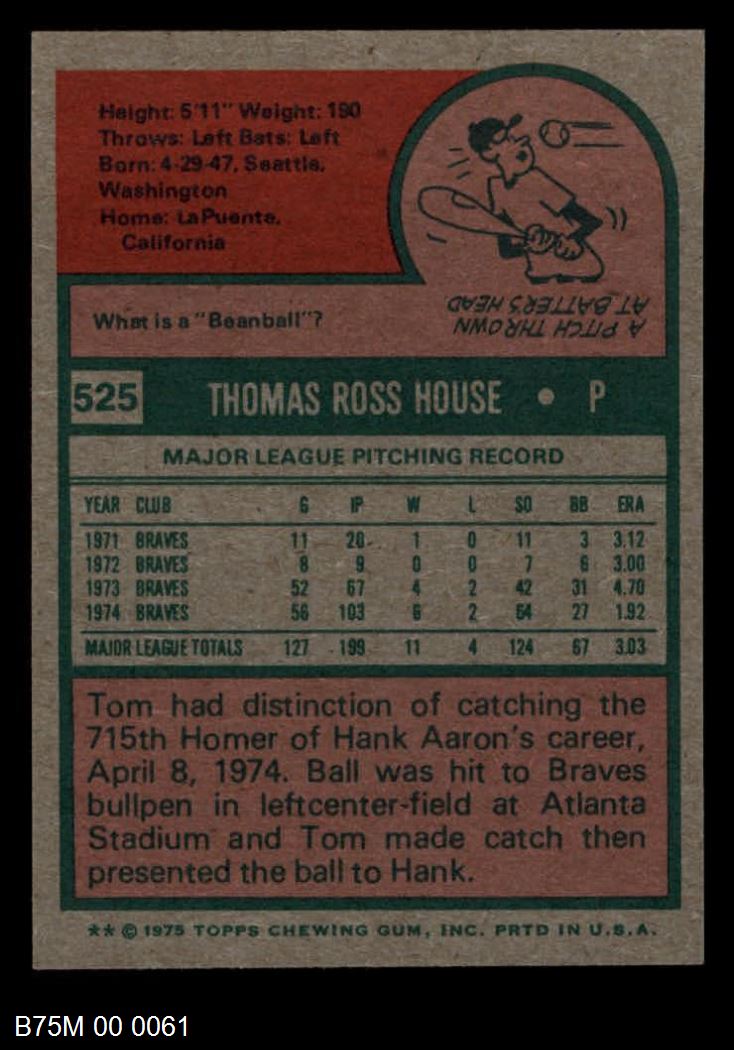 Height: 5'11" Weight: 190
Throws: Left Bats: Left
Born: 4-29-47, Seattle,
Washington
Home: LaPuente,
California
What is a "Beanball"?
A PITCH THROWN
AT BATTER'S HEAD
525 THOMAS ROSS HOUSE • P
MAJOR LEAGUE PITCHING RECORD
YEAR CLUB G IP W L SO BB ERA
1971 BRAVES 11 20 1 0 11 3 3.12
1972 BRAVES 8 9 0 0 7 6 3.00
1973 BRAVES 52 67 4 2 42 31 4.70
1974 BRAVES 56 103 6 2 64 27 1.92
MAJOR LEAGUE TOTALS 127 199 11 4 124 67 3.03
Tom had distinction of catching the
715th Homer of Hank Aaron's career,
April 8, 1974. Ball was hit to Braves
bullpen in leftcenter-field at Atlanta
Stadium and Tom made catch then
presented the ball to Hank.
** © 1975 TOPPS CHEWING GUM, INC. PRTD IN U.S.A.
B75M 00 0061